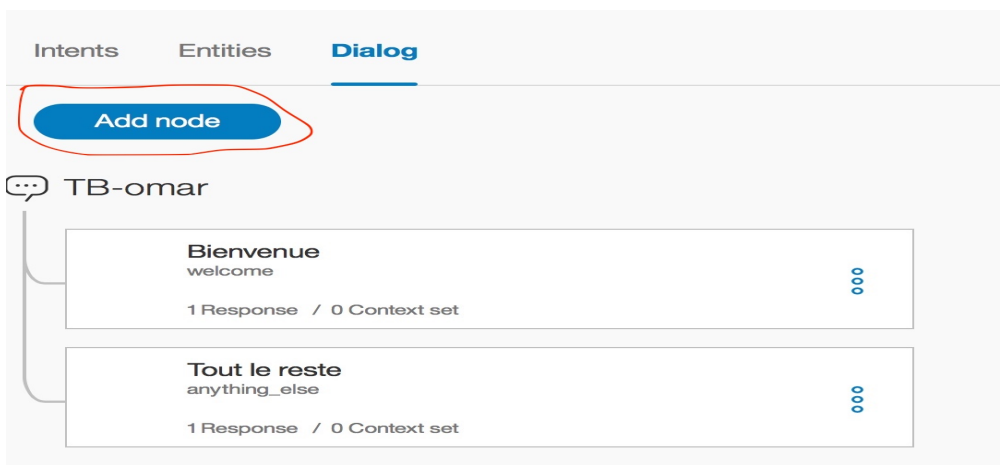 Intents Entities Dialog
Add node
TB-omar
Bienvenue
welcome
1 Response / 0 Context set
Tout le reste
anything_else
1 Response / 0 Context set